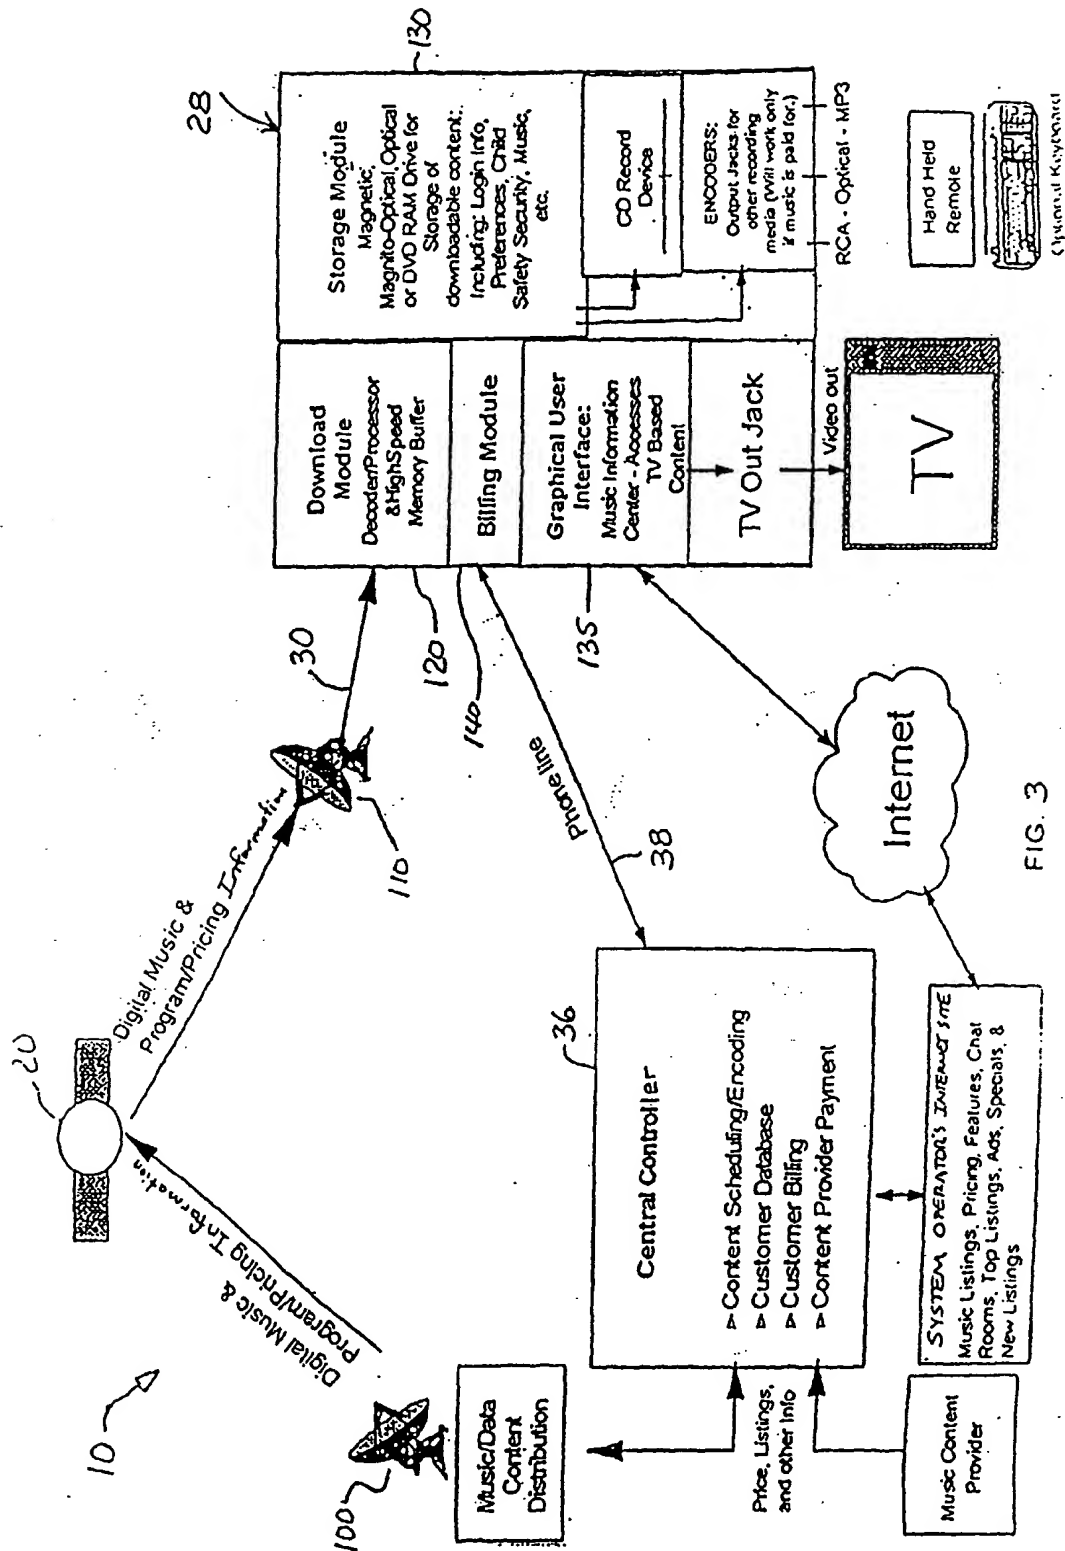 10
20
Digital Music &
Program/Pricing Information
Digital Music &
Program/Pricing Information
100
110
30
Music/Data
Content
Distribution
Price, Listings,
and other Info
Music Content
Provider
36
Central Controller
▻ Content Scheduling/Encoding
▻ Customer Database
▻ Customer Billing
▻ Content Provider Payment
SYSTEM OPERATOR'S INTERNET SITE
Music Listings, Pricing, Features, Chat
Rooms, Top Listings, Ads, Specials, &
New Listings
Phone line
38
Internet
28
130
120
140
135
Download
Module
Decoder/Processor
& High Speed
Memory Buffer
Billing Module
Graphical User
Interface:
Music Information
Center - Accesses
TV Based
Content
TV Out Jack
Video out
TV
Storage Module
Magnetic,
Magnito-Optical, Optical
or DVD RAM Drive for
Storage of
downloadable content:
Including: Login Info,
Preferences, Child
Safety Security, Music,
etc.
CD Record
Device
ENCODERS:
Output Jacks for
other recording
media (Will work only
if music is paid for.)
RCA - Optical - MP3
Hand Held
Remote
Optional Keyboard
FIG. 3